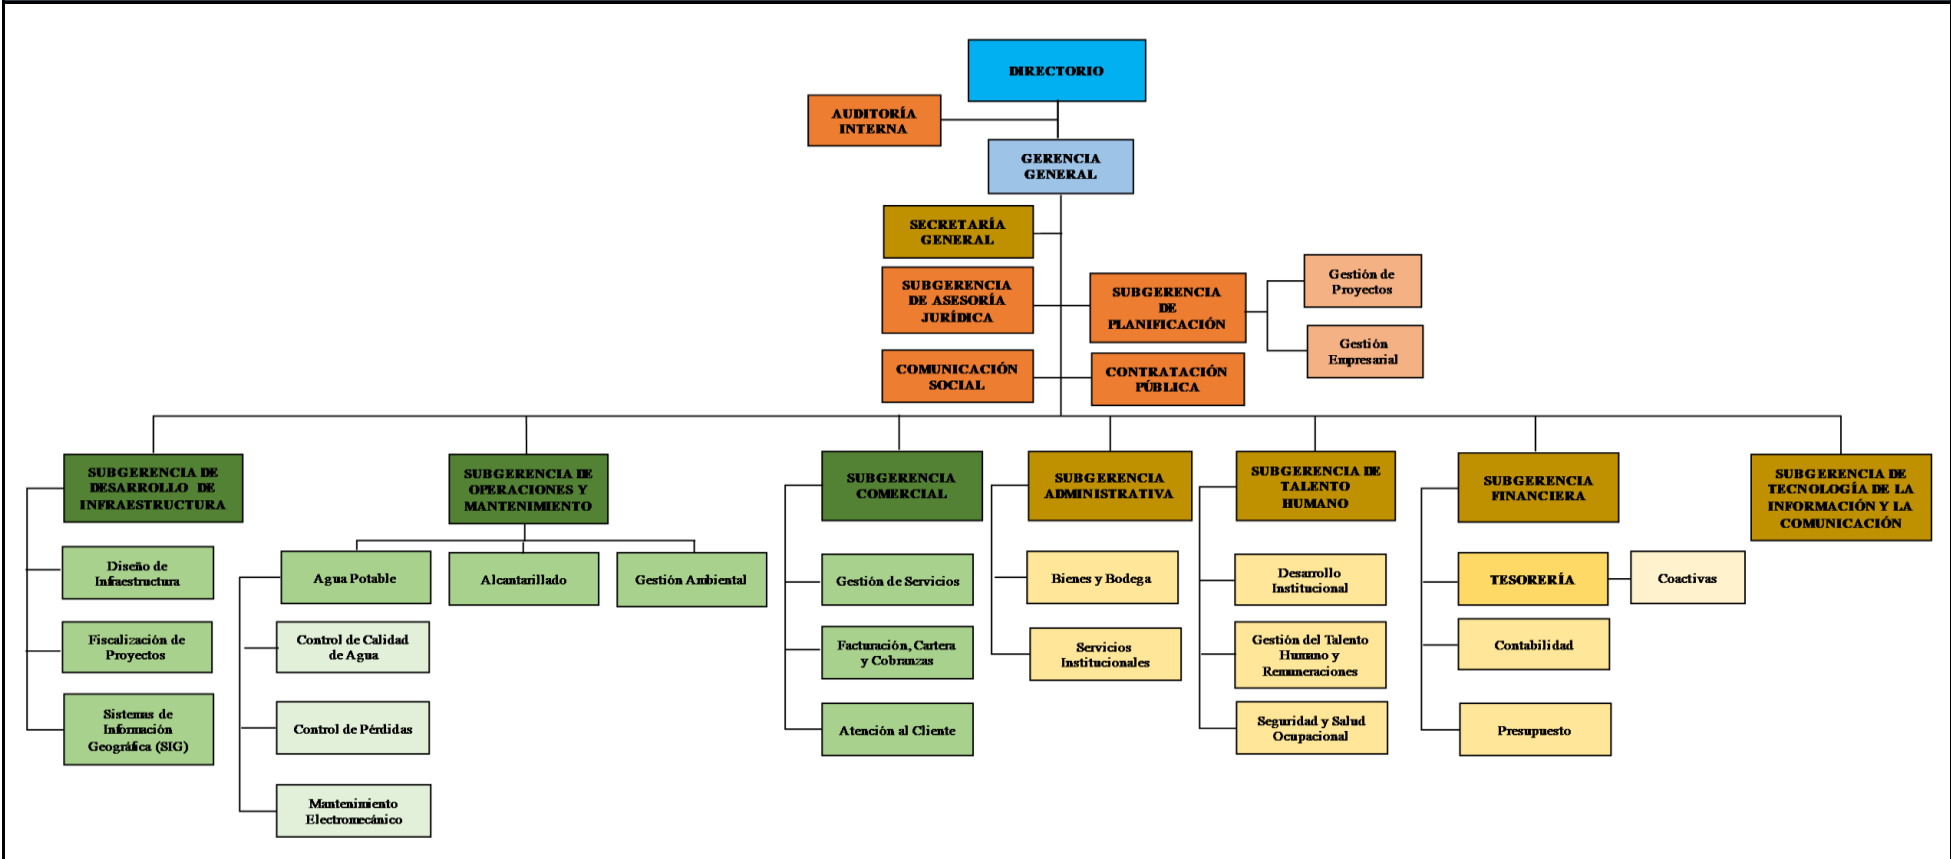 DIRECTORIO
AUDITORÍA
INTERNA
GERENCIA
GENERAL
SECRETARÍA
GENERAL
SUBGERENCIA
DE ASESORÍA
JURÍDICA
SUBGERENCIA
DE
PLANIFICACIÓN
Gestión de
Proyectos
Gestión
Empresarial
COMUNICACIÓN
SOCIAL
CONTRATACIÓN
PÚBLICA
SUBGERENCIA DE
DESARROLLO DE
INFRAESTRUCTURA
Diseño de
Infraestructura
Fiscalización de
Proyectos
Sistemas de
Información
Geográfica (SIG)
SUBGERENCIA DE
OPERACIONES Y
MANTENIMIENTO
Agua Potable
Control de Calidad
de Agua
Control de Pérdidas
Mantenimiento
Electromecánico
Alcantarillado
Gestión Ambiental
SUBGERENCIA
COMERCIAL
Gestión de Servicios
Facturación, Cartera
y Cobranzas
Atención al Cliente
SUBGERENCIA
ADMINISTRATIVA
Bienes y Bodega
Servicios
Institucionales
SUBGERENCIA DE
TALENTO
HUMANO
Desarrollo
Institucional
Gestión del Talento
Humano y
Remuneraciones
Seguridad y Salud
Ocupacional
SUBGERENCIA
FINANCIERA
TESORERÍA
Coactivas
Contabilidad
Presupuesto
SUBGERENCIA DE
TECNOLOGÍA DE LA
INFORMACIÓN Y LA
COMUNICACIÓN